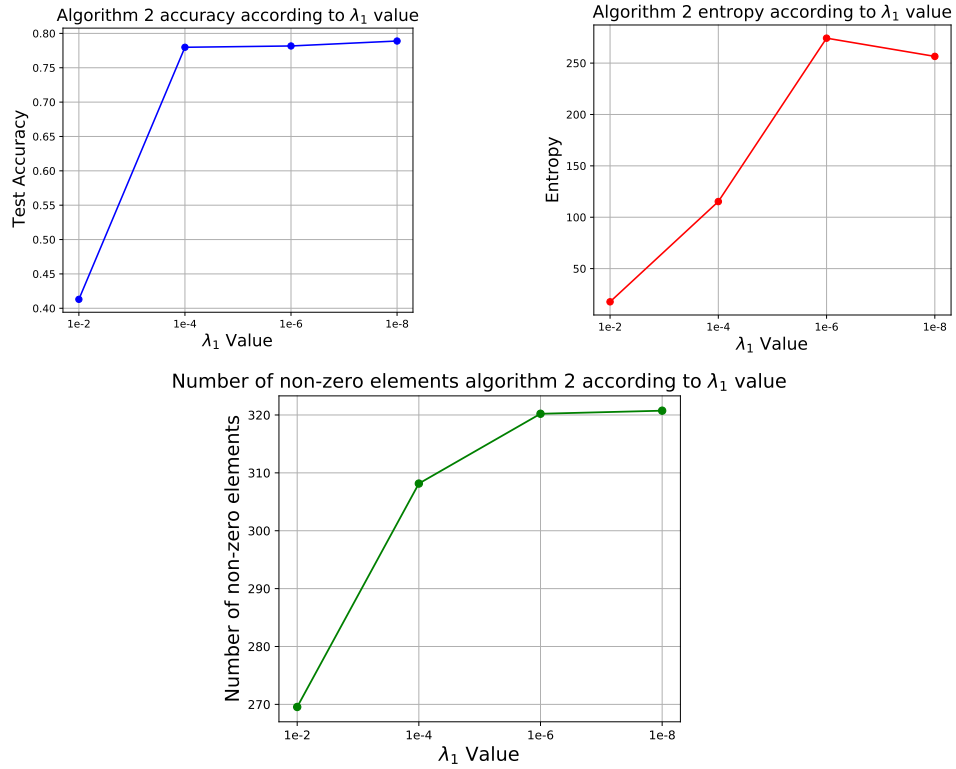 Algorithm 2 accuracy according to λ₁ value
0.80
0.75
0.70
0.65
0.60
0.55
0.50
0.45
0.40
Test Accuracy
1e-2 1e-4 1e-6 1e-8
λ₁ Value
Algorithm 2 entropy according to λ₁ value
250
200
150
100
50
Entropy
1e-2 1e-4 1e-6 1e-8
λ₁ Value
Number of non-zero elements algorithm 2 according to λ₁ value
320
310
300
290
280
270
Number of non-zero elements
1e-2 1e-4 1e-6 1e-8
λ₁ Value